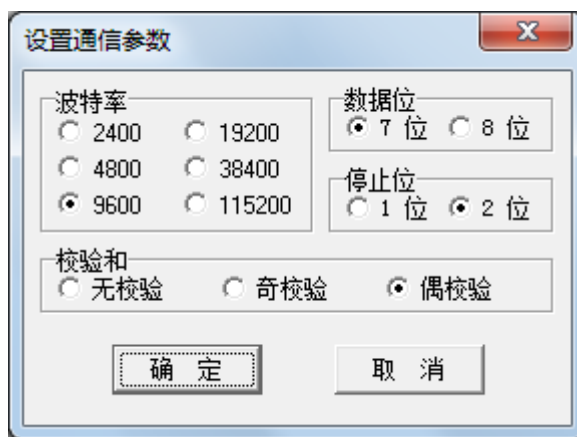 设置通信参数
波特率
2400 19200
4800 38400
9600 115200
数据位
7 位 8 位
停止位
1 位 2 位
校验和
无校验 奇校验 偶校验
确 定 取 消